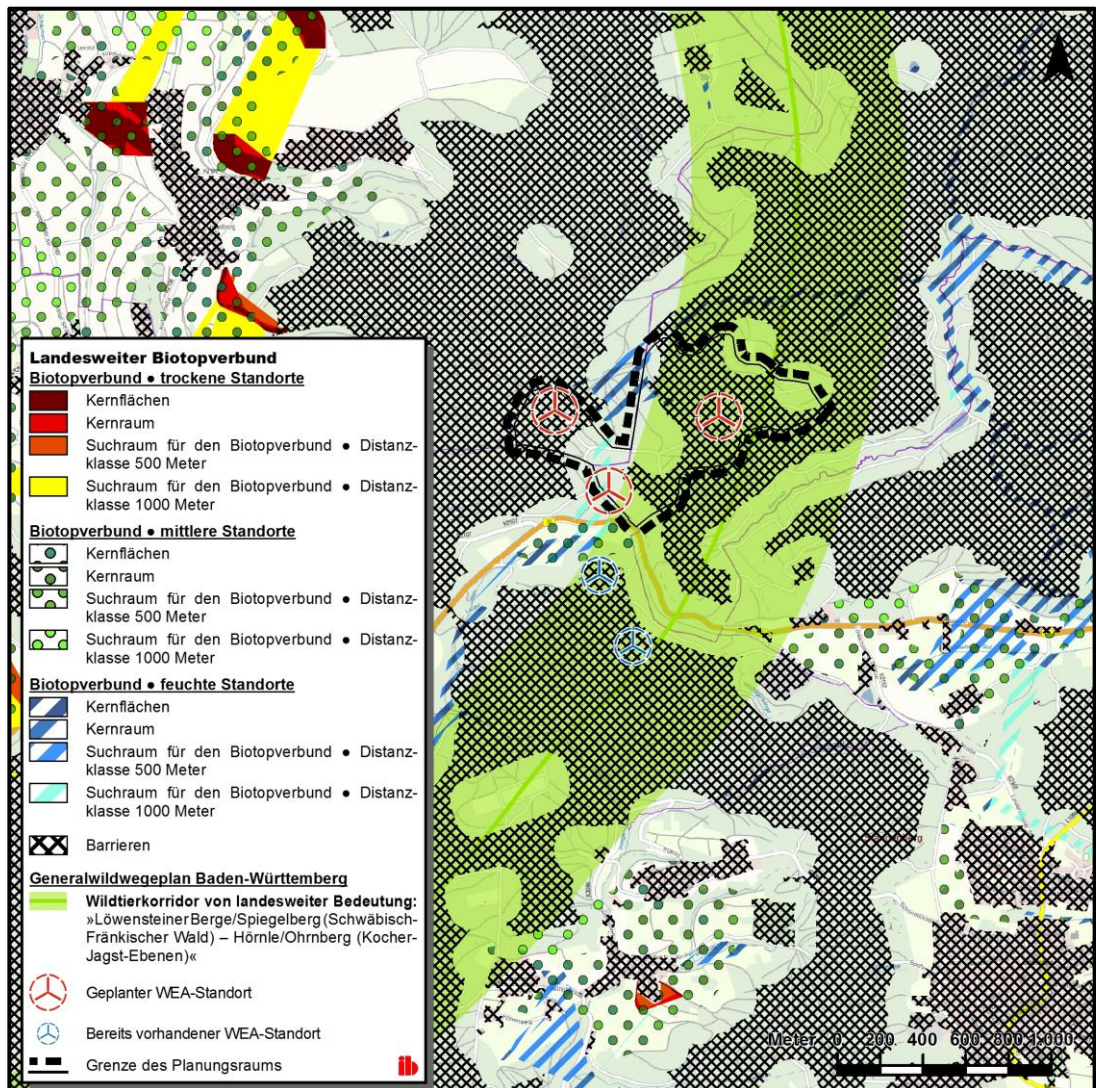 Landesweiter Biotopverbund
Biotopverbund ● trockene Standorte
Kernflächen
Kernraum
Suchraum für den Biotopverbund ● Distanz-
klasse 500 Meter
Suchraum für den Biotopverbund ● Distanz-
klasse 1000 Meter
Biotopverbund ● mittlere Standorte
Kernflächen
Kernraum
Suchraum für den Biotopverbund ● Distanz-
klasse 500 Meter
Suchraum für den Biotopverbund ● Distanz-
klasse 1000 Meter
Biotopverbund ● feuchte Standorte
Kernflächen
Kernraum
Suchraum für den Biotopverbund ● Distanz-
klasse 500 Meter
Suchraum für den Biotopverbund ● Distanz-
klasse 1000 Meter
Barrieren
Generalwildwegeplan Baden-Württemberg
Wildtierkorridor von landesweiter Bedeutung:
»Löwensteiner Berge/Spiegelberg (Schwäbisch-
Fränkischer Wald) – Hörnle/Ohrnberg (Kocher-
Jagst-Ebenen)«
Geplanter WEA-Standort
Bereits vorhandener WEA-Standort
Grenze des Planungsraums
ib
Meter 0 200 400 600 800 1.000